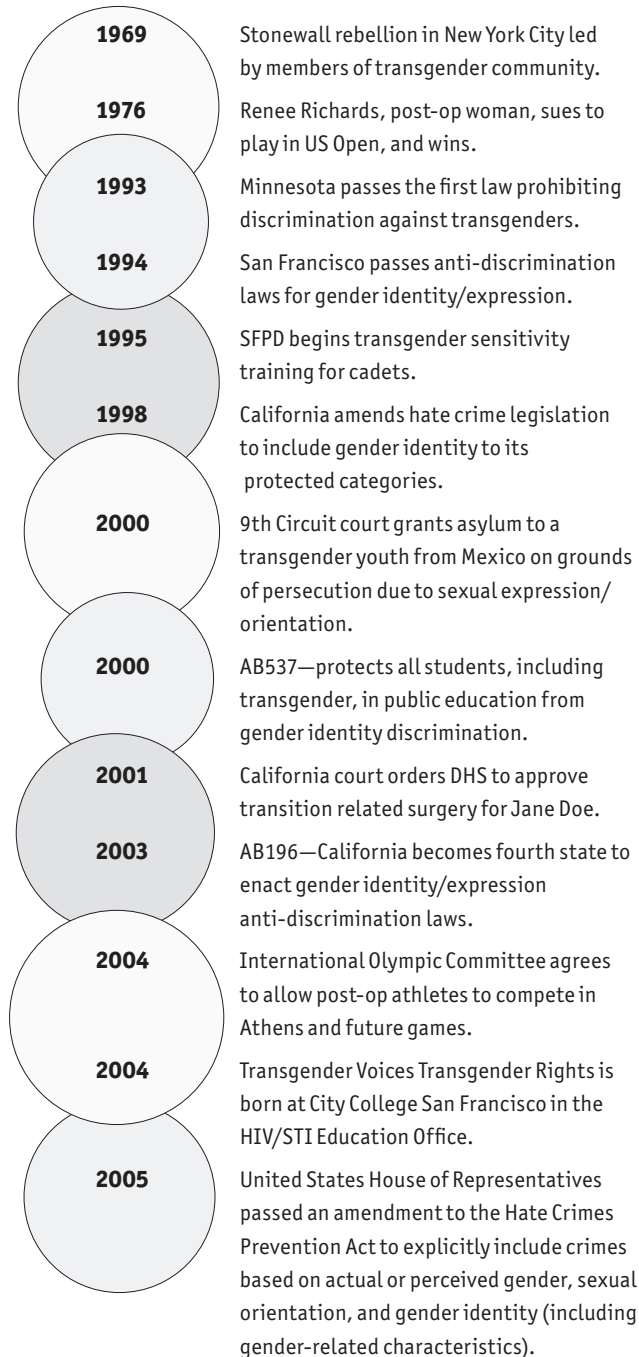 1969 Stonewall rebellion in New York City led
by members of transgender community.
1976 Renee Richards, post-op woman, sues to
play in US Open, and wins.
1993 Minnesota passes the first law prohibiting
discrimination against transgenders.
1994 San Francisco passes anti-discrimination
laws for gender identity/expression.
1995 SFPD begins transgender sensitivity
training for cadets.
1998 California amends hate crime legislation
to include gender identity to its
protected categories.
2000 9th Circuit court grants asylum to a
transgender youth from Mexico on grounds
of persecution due to sexual expression/
orientation.
2000 AB537—protects all students, including
transgender, in public education from
gender identity discrimination.
2001 California court orders DHS to approve
transition related surgery for Jane Doe.
2003 AB196—California becomes fourth state to
enact gender identity/expression
anti-discrimination laws.
2004 International Olympic Committee agrees
to allow post-op athletes to compete in
Athens and future games.
2004 Transgender Voices Transgender Rights is
born at City College San Francisco in the
HIV/STI Education Office.
2005 United States House of Representatives
passed an amendment to the Hate Crimes
Prevention Act to explicitly include crimes
based on actual or perceived gender, sexual
orientation, and gender identity (including
gender-related characteristics).